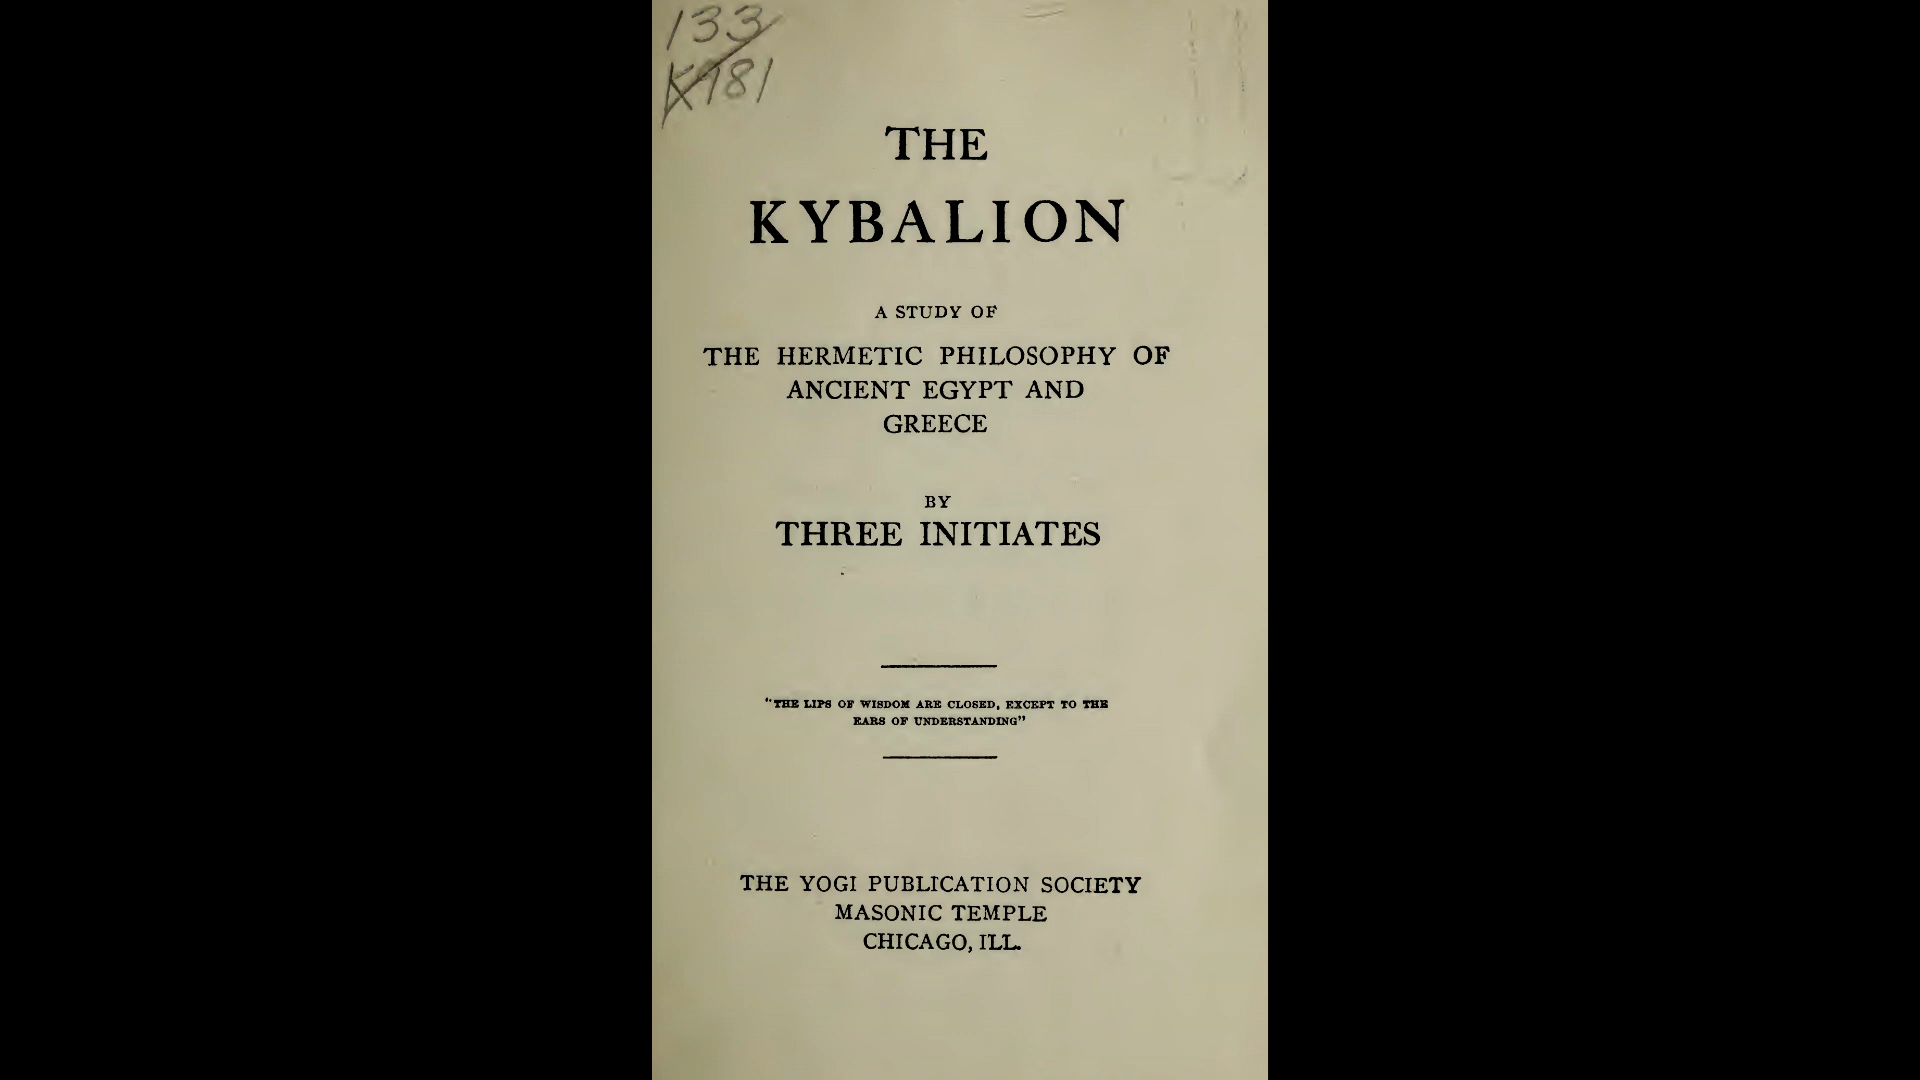 133
K981
THE
KYBALION
A STUDY OF
THE HERMETIC PHILOSOPHY OF
ANCIENT EGYPT AND
GREECE
BY
THREE INITIATES
"THE LIPS OF WISDOM ARE CLOSED, EXCEPT TO THE
EARS OF UNDERSTANDING"
THE YOGI PUBLICATION SOCIETY
MASONIC TEMPLE
CHICAGO, ILL.